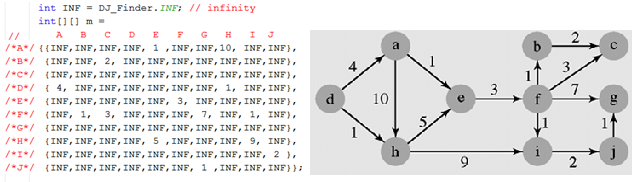 int INF = DJ_Finder.INF; // infinity
int[][] m =
// A B C D E F G H I J
/*A*/ {{INF,INF,INF,INF, 1 ,INF,INF,10, INF,INF},
/*B*/ {INF,INF, 2, INF,INF,INF,INF,INF,INF,INF},
/*C*/ {INF,INF,INF,INF,INF,INF,INF,INF,INF,INF},
/*D*/ { 4, INF,INF,INF,INF,INF,INF, 1, INF,INF},
/*E*/ {INF,INF,INF,INF,INF, 3, INF,INF,INF,INF},
/*F*/ {INF, 1, 3, INF,INF,INF, 7, INF, 1, INF},
/*G*/ {INF,INF,INF,INF,INF,INF,INF,INF,INF,INF},
/*H*/ {INF,INF,INF,INF, 5 ,INF,INF,INF, 9, INF},
/*I*/ {INF,INF,INF,INF,INF,INF,INF,INF,INF, 2 },
/*J*/ {INF,INF,INF,INF,INF,INF, 1 ,INF,INF,INF}};
a b 2 c
4 1 1 3
d 10 e 3 f 7 g
1 5 1 1
h 9 i 2 j